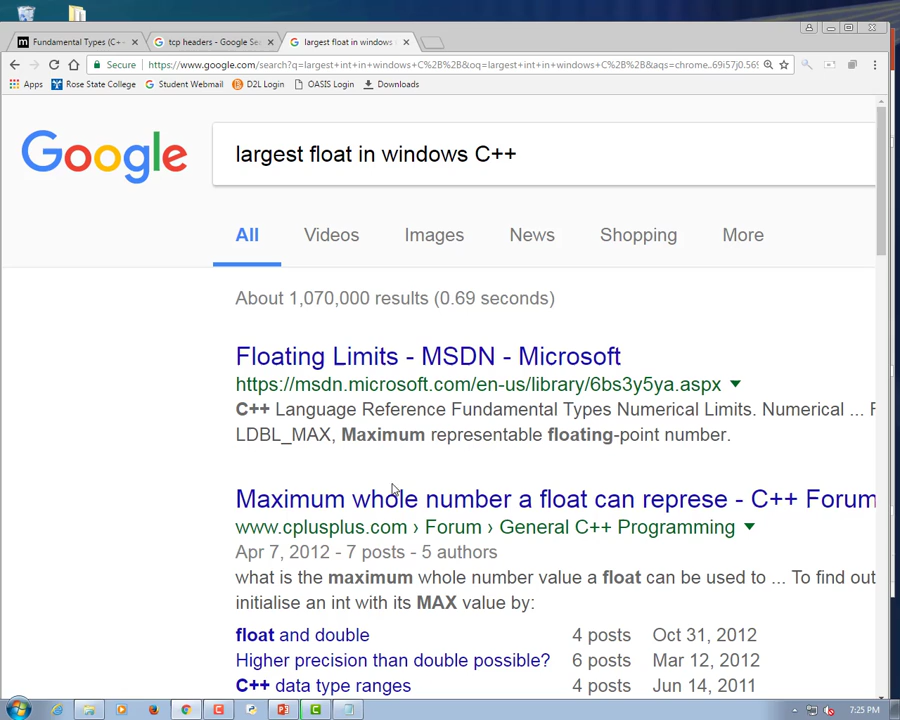 Fundamental Types (C++
tcp headers - Google Se
largest float in windows
Secure https://www.google.com/search?q=largest+int+in+windows+C%2B%2B&oq=largest+int+in+windows+C%2B%2B&aqs=chrome..69i57j0.569
Apps Rose State College Student Webmail D2L Login OASIS Login Downloads
Google
largest float in windows C++
All Videos Images News Shopping More
About 1,070,000 results (0.69 seconds)
Floating Limits - MSDN - Microsoft
https://msdn.microsoft.com/en-us/library/6bs3y5ya.aspx
C++ Language Reference Fundamental Types Numerical Limits. Numerical ...
LDBL_MAX, Maximum representable floating-point number.
Maximum whole number a float can represe - C++ Forum
www.cplusplus.com › Forum › General C++ Programming
Apr 7, 2012 - 7 posts - 5 authors
what is the maximum whole number value a float can be used to ... To find out
initialise an int with its MAX value by:
float and double 4 posts Oct 31, 2012
Higher precision than double possible? 6 posts Mar 12, 2012
C++ data type ranges 4 posts Jun 14, 2011
7:25 PM